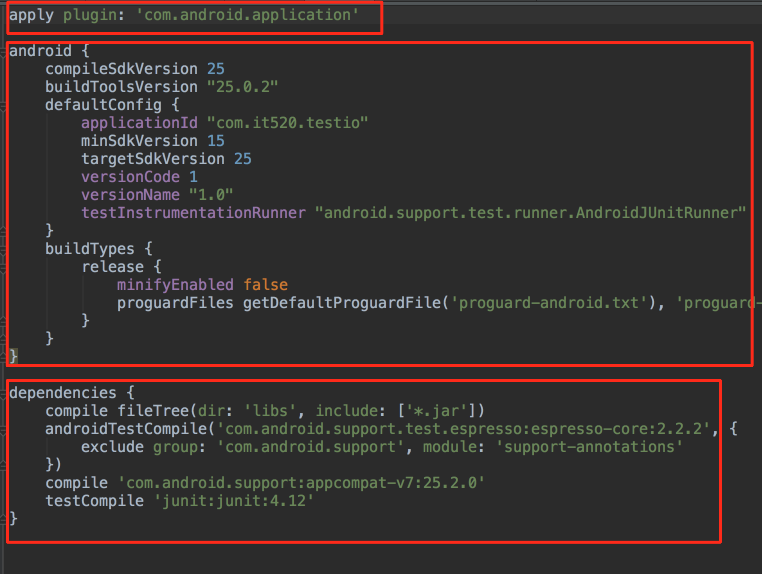 apply plugin: 'com.android.application'
android {
compileSdkVersion 25
buildToolsVersion "25.0.2"
defaultConfig {
applicationId "com.it520.testio"
minSdkVersion 15
targetSdkVersion 25
versionCode 1
versionName "1.0"
testInstrumentationRunner "android.support.test.runner.AndroidJUnitRunner"
}
buildTypes {
release {
minifyEnabled false
proguardFiles getDefaultProguardFile('proguard-android.txt'), 'proguard-
}
}
}
dependencies {
compile fileTree(dir: 'libs', include: ['*.jar'])
androidTestCompile('com.android.support.test.espresso:espresso-core:2.2.2', {
exclude group: 'com.android.support', module: 'support-annotations'
})
compile 'com.android.support:appcompat-v7:25.2.0'
testCompile 'junit:junit:4.12'
}